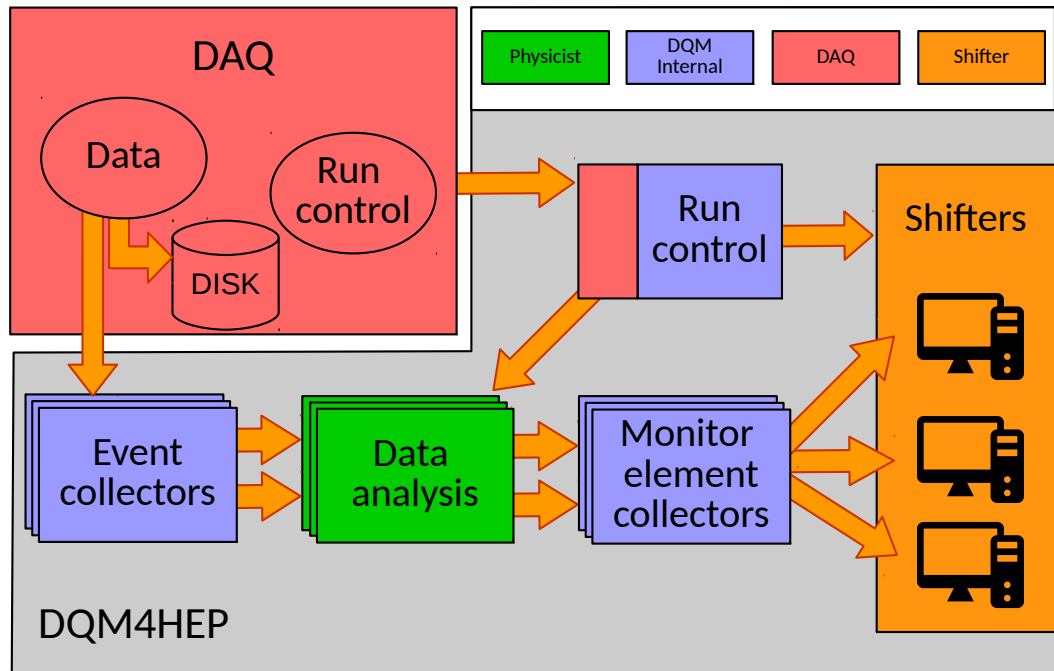 DAQ
Physicist
DQM
Internal
DAQ
Shifter
Data
Run
control
DISK
Run
control
Shifters
Event
collectors
Data
analysis
Monitor
element
collectors
DQM4HEP